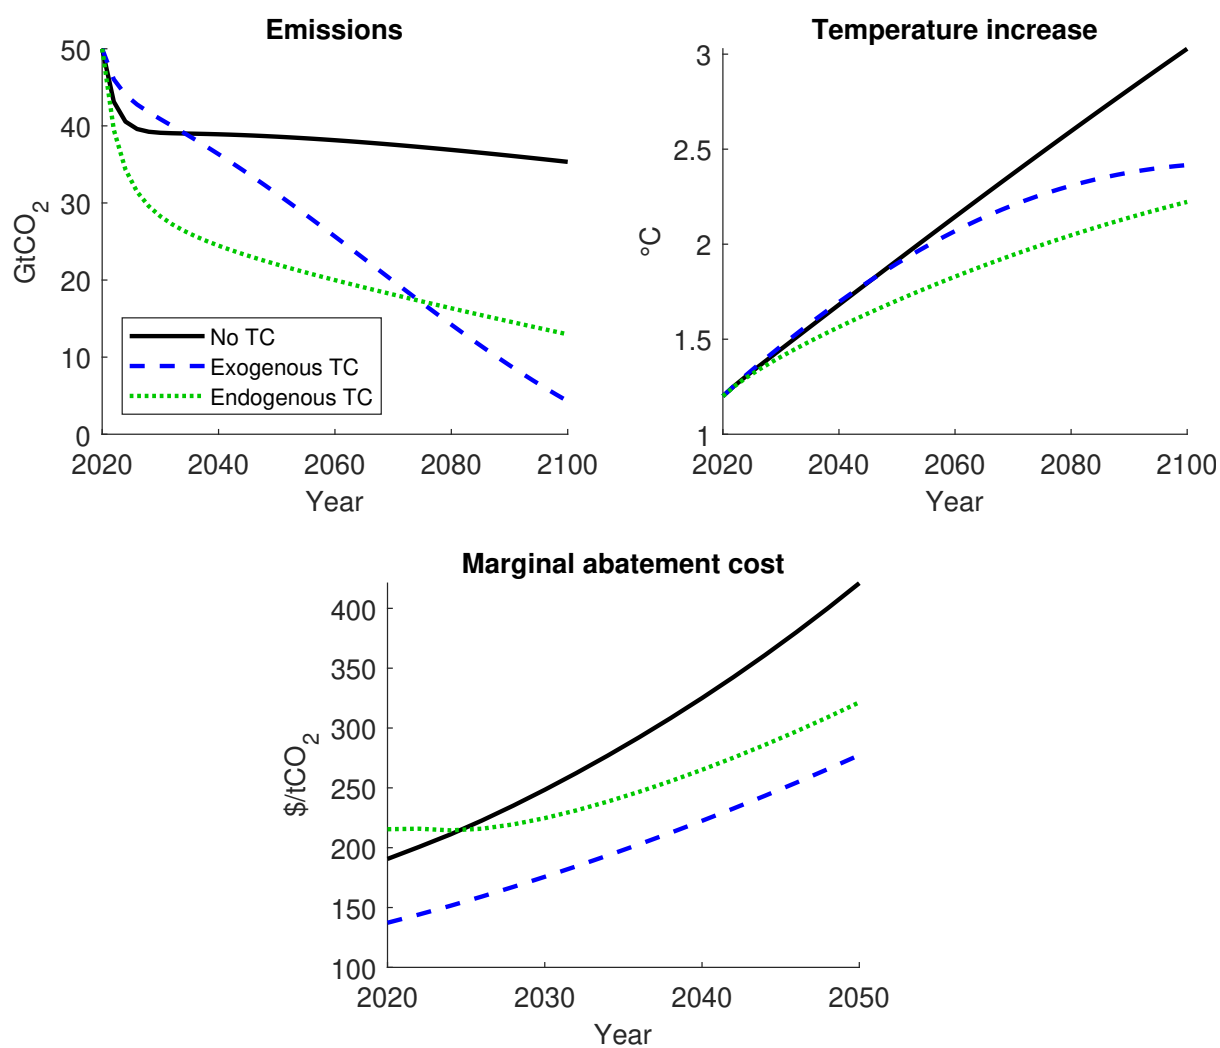 Emissions
50
40
30
20
10
0
GtCO₂
No TC
Exogenous TC
Endogenous TC
2020 2040 2060 2080 2100
Year
Temperature increase
3
2.5
2
1.5
1
°C
2020 2040 2060 2080 2100
Year
Marginal abatement cost
400
350
300
250
200
150
100
$/tCO₂
2020 2030 2040 2050
Year